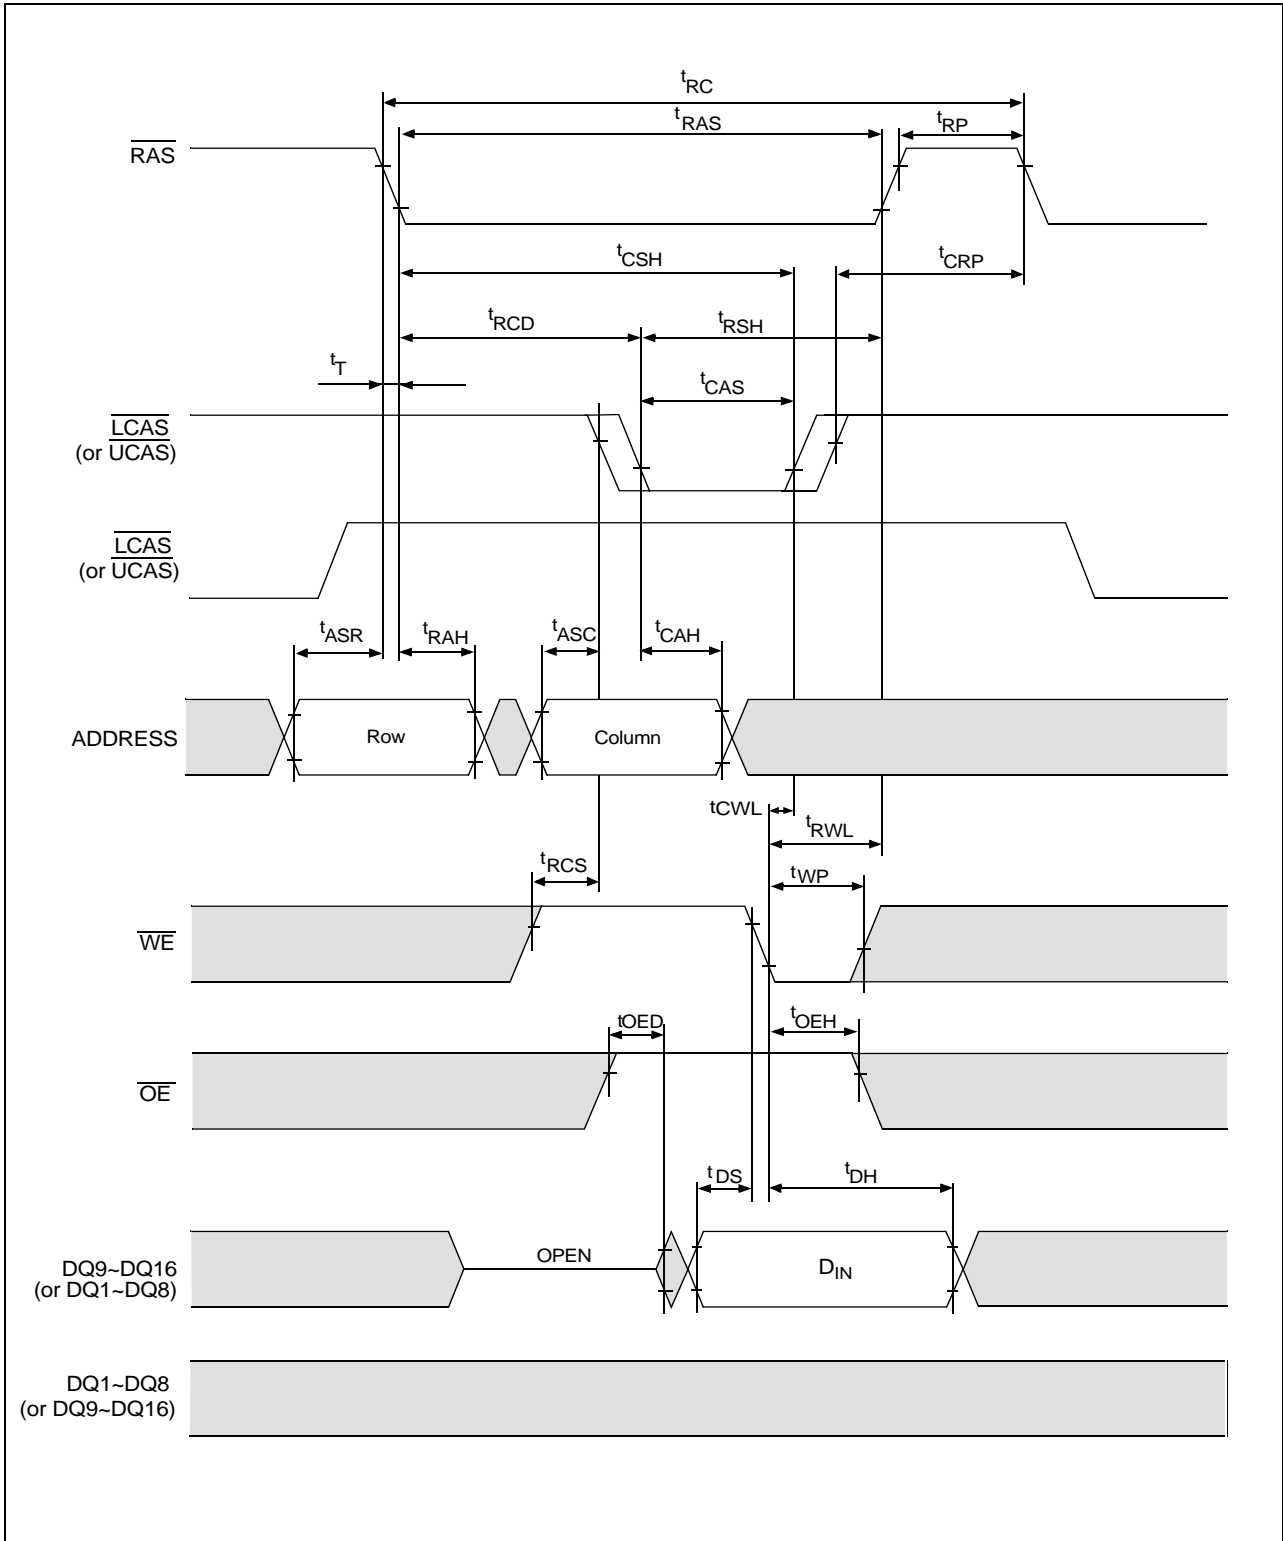 tRC
tRAS
tRP
RAS
tCSH
tCRP
tRCD
tRSH
tT
tCAS
LCAS
(or UCAS)
LCAS
(or UCAS)
tASR
tRAH
tASC
tCAH
ADDRESS
Row
Column
tCWL
tRWL
tRCS
tWP
WE
tOED
tOEH
OE
tDS
tDH
DQ9~DQ16
(or DQ1~DQ8)
OPEN
DIN
DQ1~DQ8
(or DQ9~DQ16)